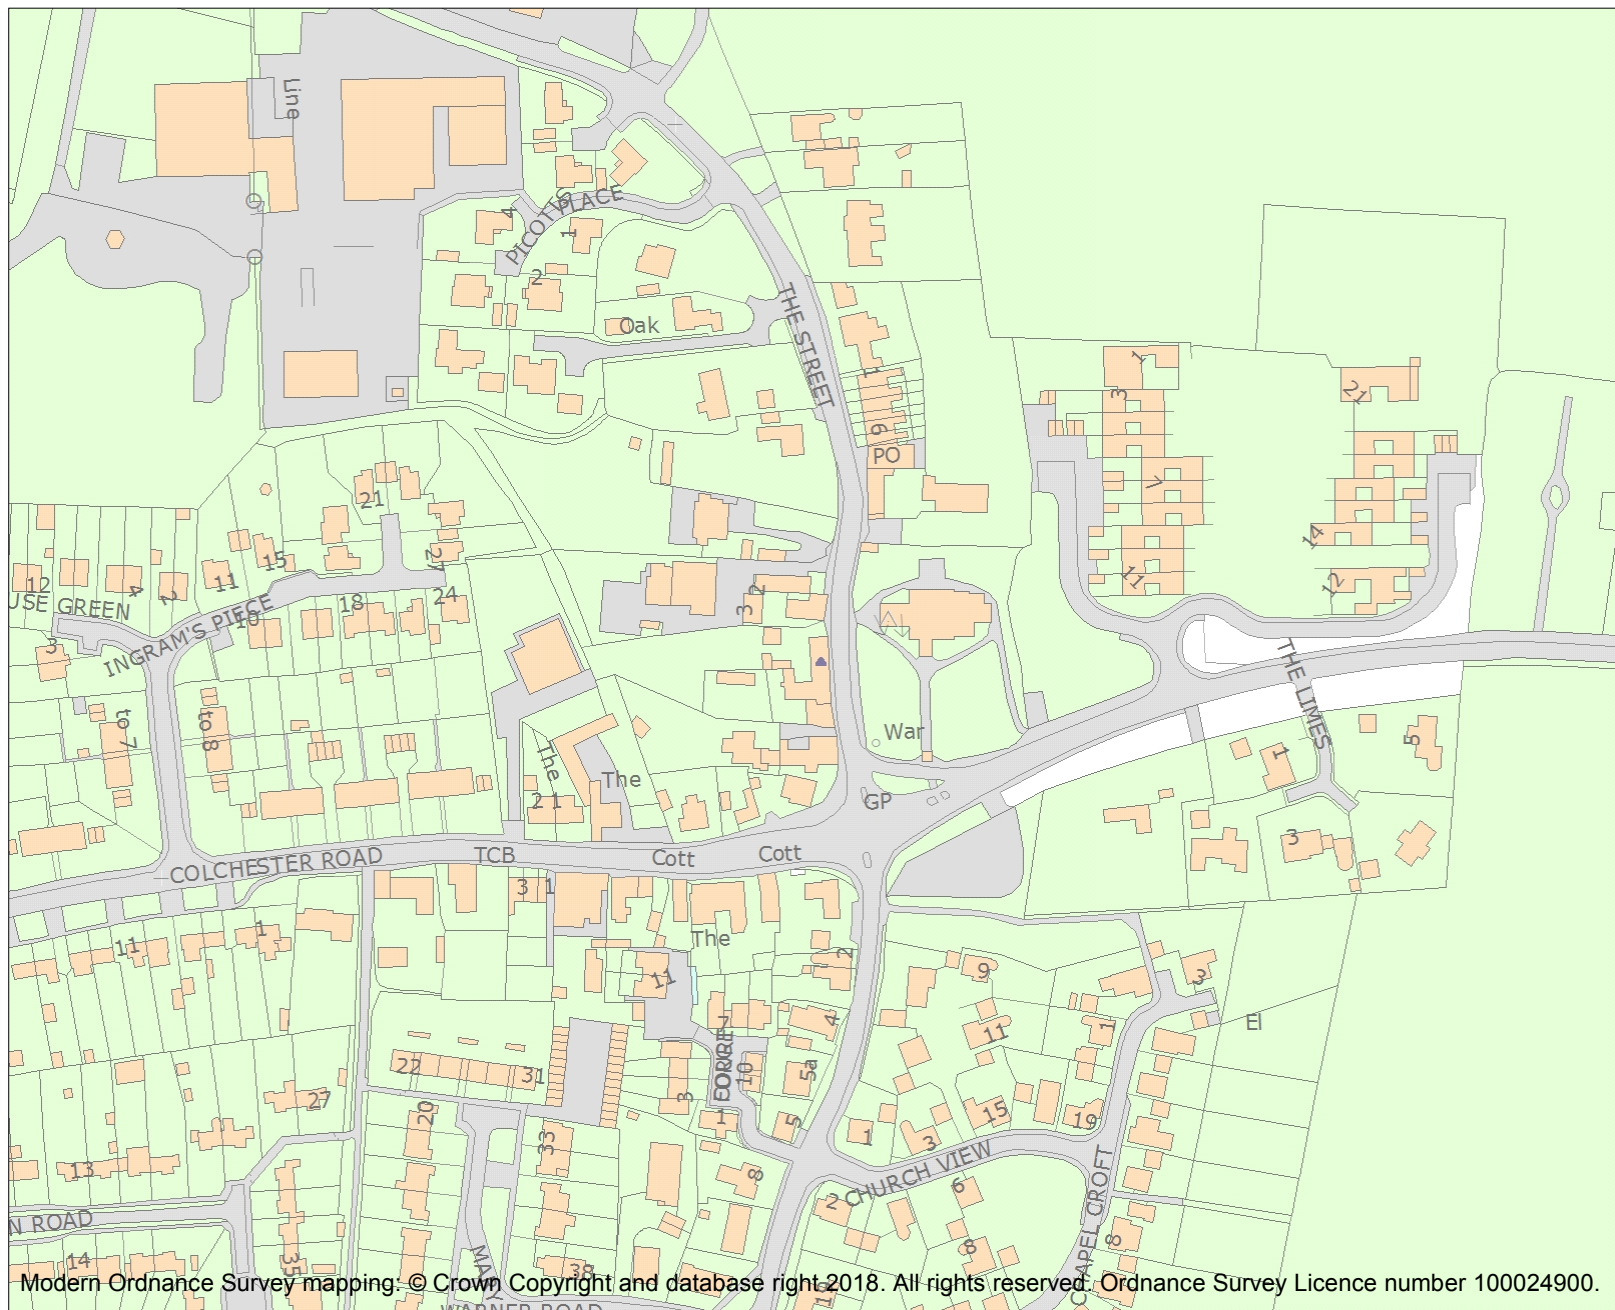 Line
PICOTTS
PLACE
4
1
2
Oak
THE STREET
1
6
PO
1
3
7
11
21
14
12
21
15
11
27
24
18
10
12
4
2
USE GREEN
3
INGRAM'S PIECE
to 7
to 8
2
3
War
GP
The
The
2 1
THE LIMES
1
5
3
COLCHESTER ROAD
TCB
Cott
Cott
3 1
11
1
The
11
2
4
7
5a
FORGE
10
3
1
5
8
9
11
15
19
1
3
El
22
31
20
33
27
13
N ROAD
14
35
38
MAR
WARNER ROAD
1
3
CHURCH VIEW
2
6
8
8
CHAPEL CROFT
Modern Ordnance Survey mapping: © Crown Copyright and database right 2018. All rights reserved. Ordnance Survey Licence number 100024900.